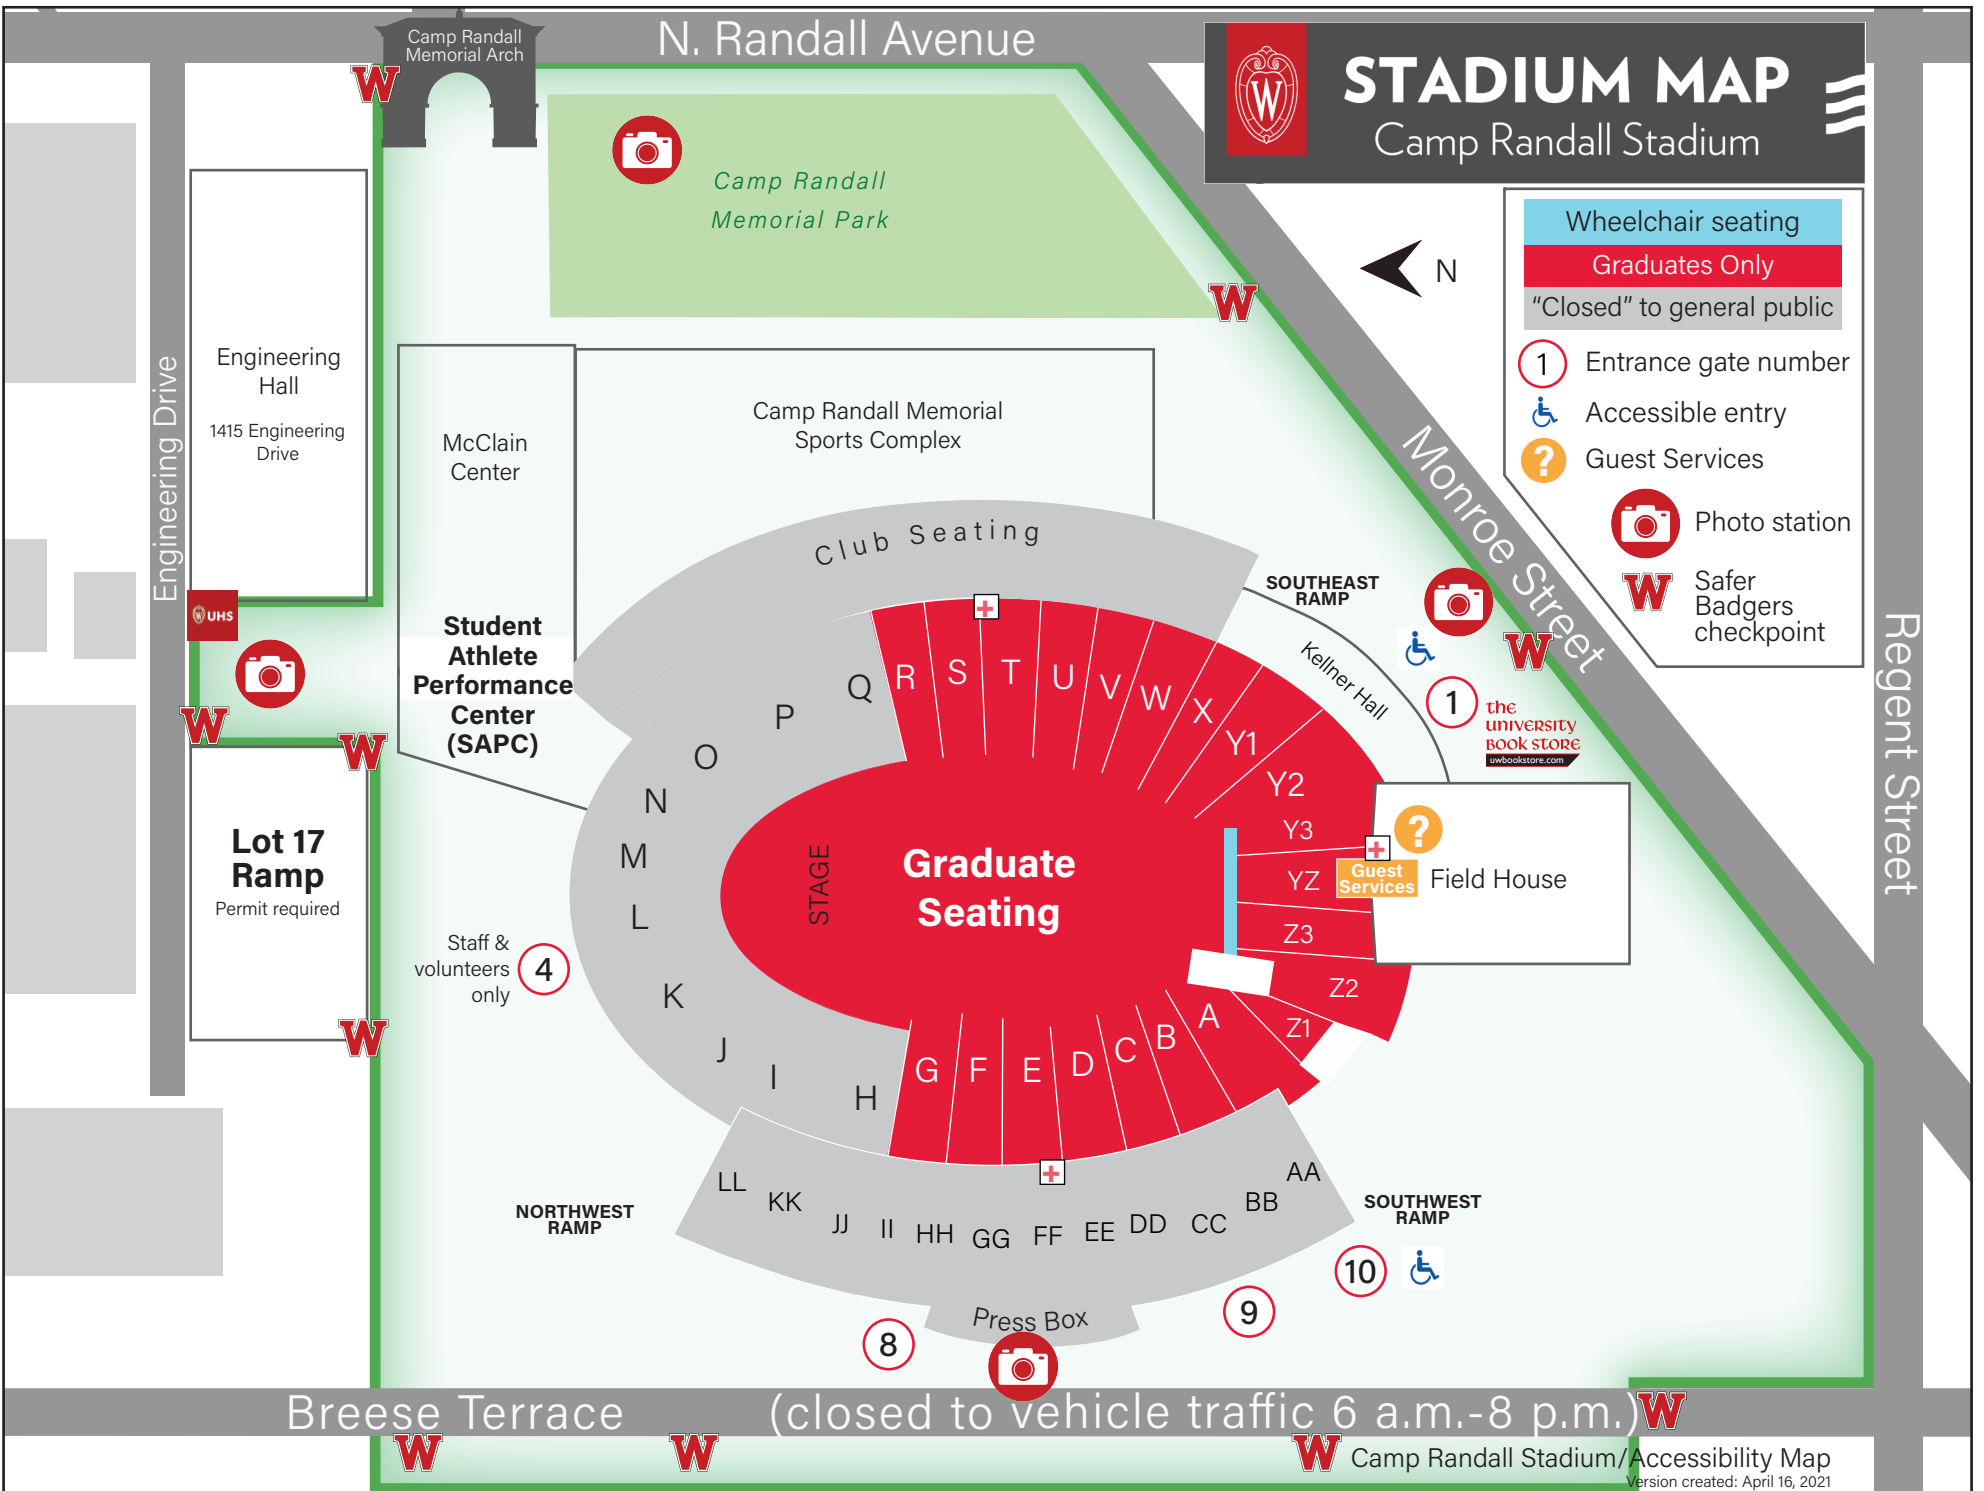 Camp Randall
Memorial Arch
N. Randall Avenue
W
STADIUM MAP
Camp Randall Stadium
W
Camp Randall
Memorial Park
N
Wheelchair seating
Graduates Only
“Closed” to general public
1 Entrance gate number
Accessible entry
? Guest Services
Photo station
W Safer
Badgers
checkpoint
W
Engineering Drive
Engineering
Hall
1415 Engineering
Drive
McClain
Center
Camp Randall Memorial
Sports Complex
Monroe Street
Regent Street
Club Seating
SOUTHEAST
RAMP
Kellner Hall
W
1
THE
UNIVERSITY
BOOK STORE
uwbookstore.com
W UHS
Student
Athlete
Performance
Center
(SAPC)
W
W
Lot 17
Ramp
Permit required
W
Q
P
O
N
M
L
K
J
I
H
R
S
T
U
V
W
X
Y1
Y2
Y3
YZ
Z3
Z2
Z1
A
B
C
D
E
F
G
STAGE
Graduate
Seating
?
Guest
Services
Field House
Staff &
volunteers
only
4
NORTHWEST
RAMP
LL
KK
JJ
II
HH
GG
FF
EE
DD
CC
BB
AA
SOUTHWEST
RAMP
10
9
8
Press Box
Breese Terrace (closed to vehicle traffic 6 a.m.-8 p.m.)
W
W
W
W
Camp Randall Stadium/Accessibility Map
Version created: April 16, 2021